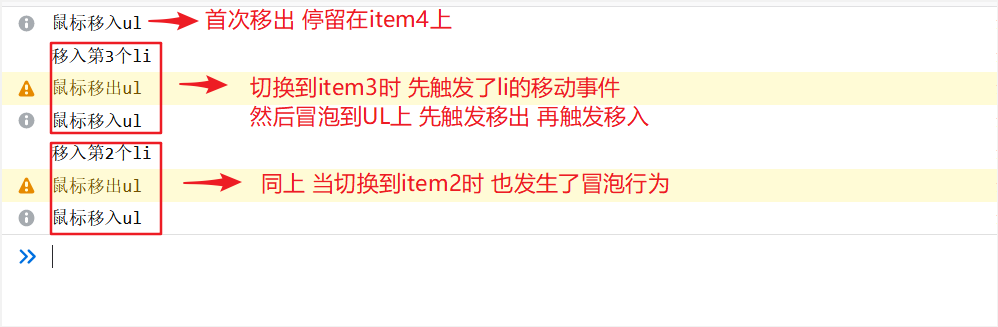 鼠标移入ul 首次移出 停留在item4上
移入第3个li
鼠标移出ul 切换到item3时 先触发了li的移动事件
鼠标移入ul 然后冒泡到UL上 先触发移出 再触发移入
移入第2个li
鼠标移出ul 同上 当切换到item2时 也发生了冒泡行为
鼠标移入ul